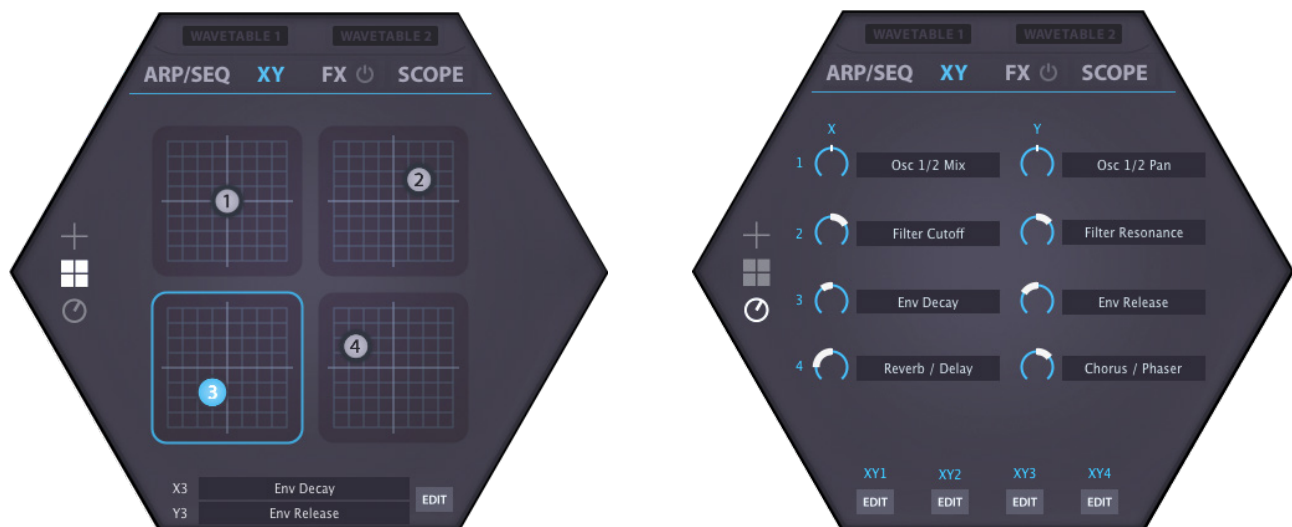 WAVETABLE 1 WAVETABLE 2
ARP/SEQ XY FX SCOPE
1
2
3
4
X3 Env Decay
Y3 Env Release
EDIT
WAVETABLE 1 WAVETABLE 2
ARP/SEQ XY FX SCOPE
X Y
1 Osc 1/2 Mix Osc 1/2 Pan
2 Filter Cutoff Filter Resonance
3 Env Decay Env Release
4 Reverb / Delay Chorus / Phaser
XY1 XY2 XY3 XY4
EDIT EDIT EDIT EDIT